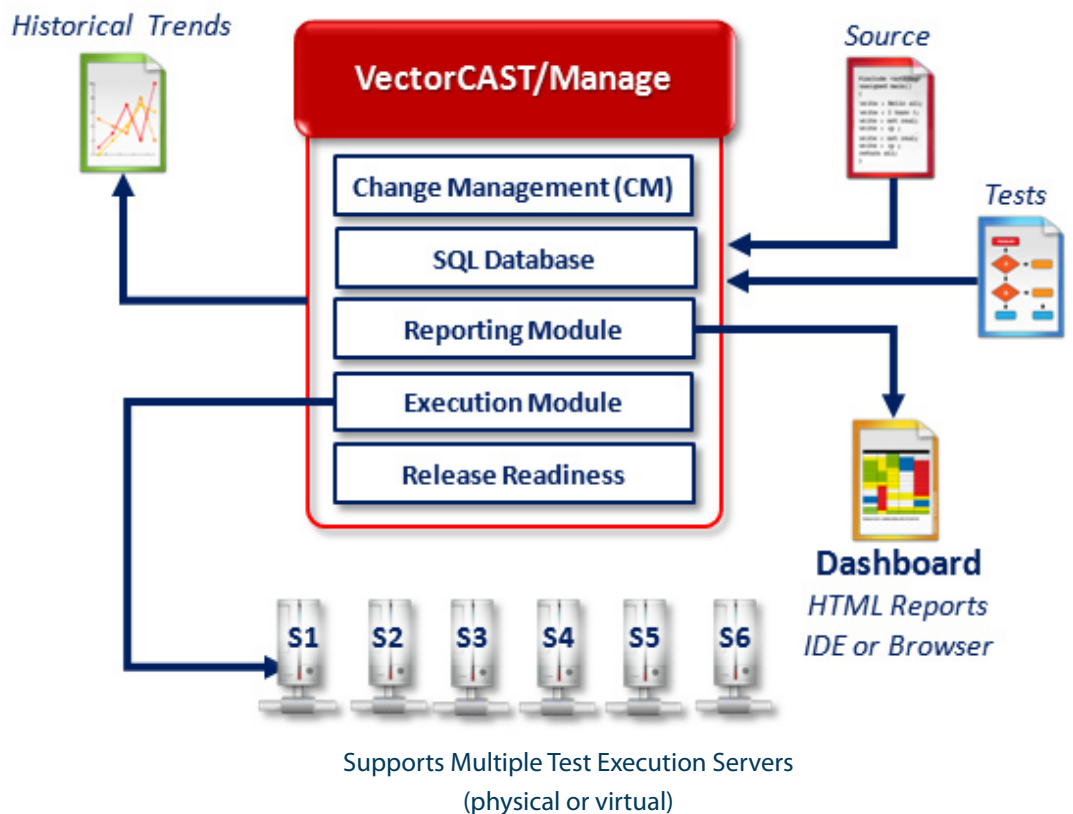 Historical Trends
VectorCAST/Manage
Source
Change Management (CM)
SQL Database
Reporting Module
Execution Module
Release Readiness
Tests
Dashboard
HTML Reports
IDE or Browser
S1
S2
S3
S4
S5
S6
Supports Multiple Test Execution Servers
(physical or virtual)